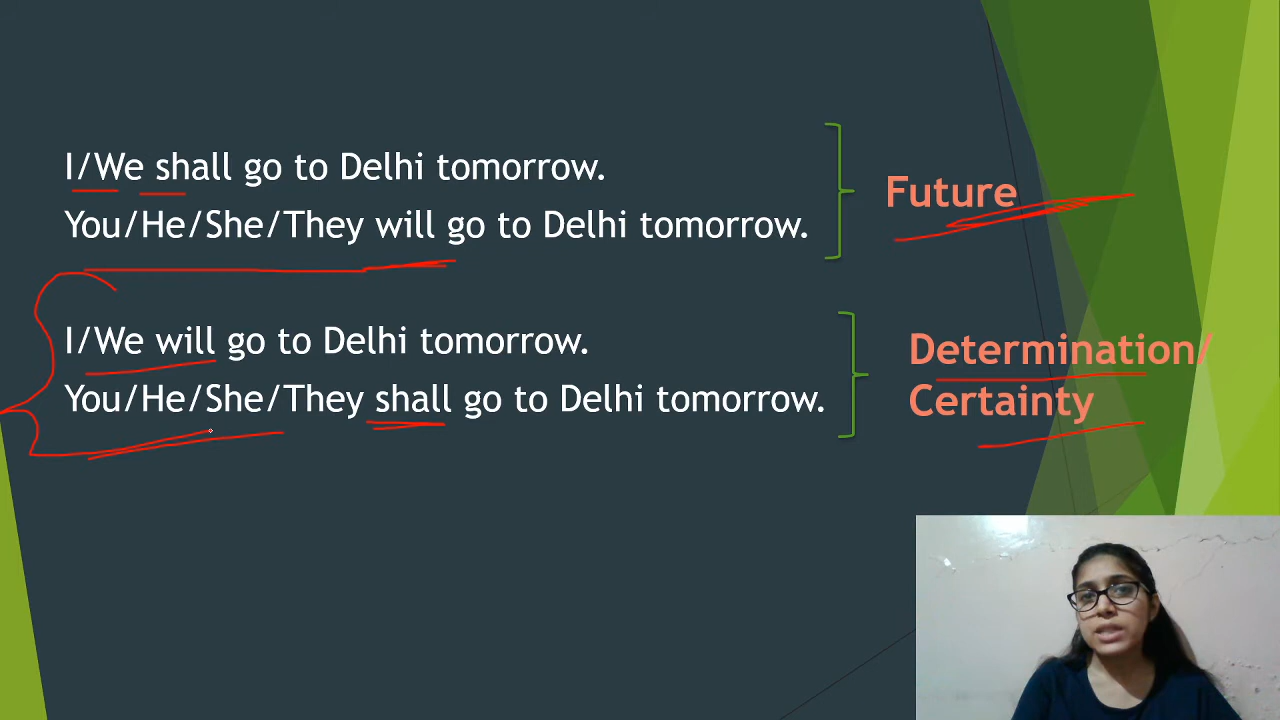 I/We shall go to Delhi tomorrow.
You/He/She/They will go to Delhi tomorrow.
Future
I/We will go to Delhi tomorrow.
You/He/She/They shall go to Delhi tomorrow.
Determination/
Certainty